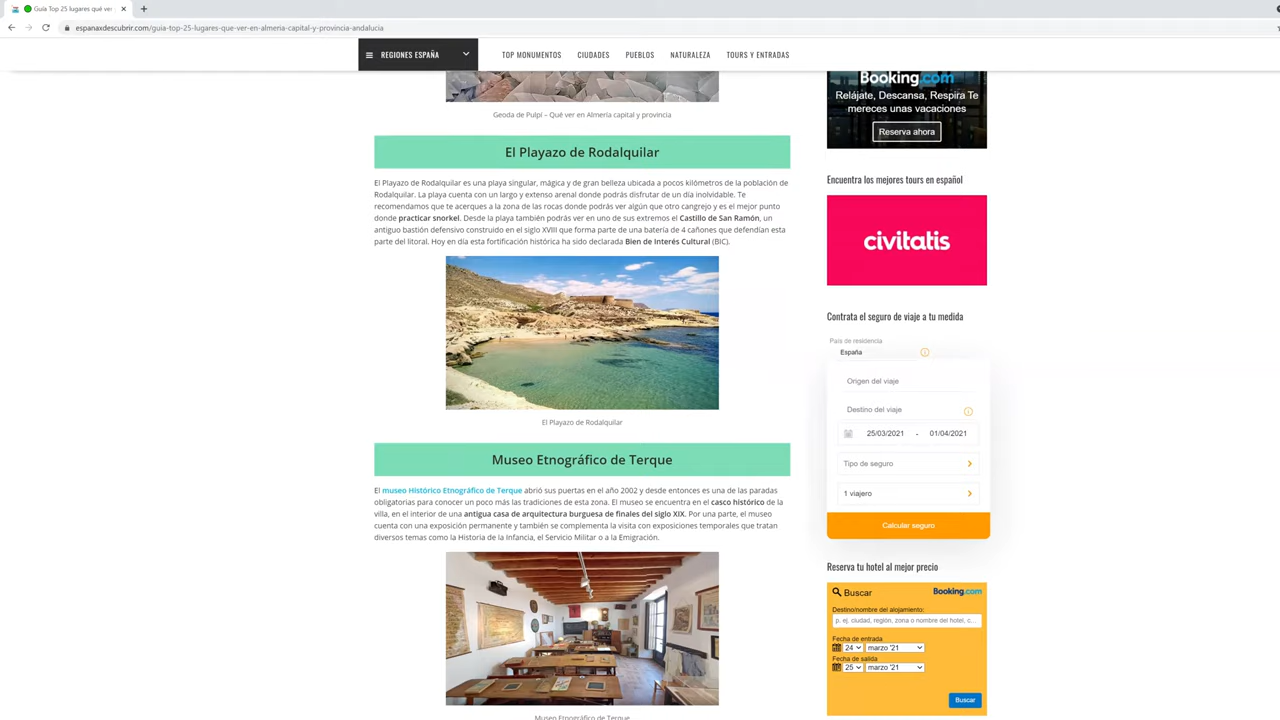 Guía Top 25 lugares qué ver
espanaxdescubrir.com/guia-top-25-lugares-que-ver-en-almeria-capital-y-provincia-andalucia
REGIONES ESPAÑA
TOP MONUMENTOS CIUDADES PUEBLOS NATURALEZA TOURS Y ENTRADAS
Geoda de Pulpí – Qué ver en Almería capital y provincia
El Playazo de Rodalquilar
El Playazo de Rodalquilar es una playa singular, mágica y de gran belleza ubicada a pocos kilómetros de la población de
Rodalquilar. La playa cuenta con un largo y extenso arenal donde podrás disfrutar de un día inolvidable. Te
recomendamos que te acerques a la zona de las rocas donde podrás ver algún que otro cangrejo y es el mejor punto
donde practicar snorkel. Desde la playa también podrás ver en uno de sus extremos el Castillo de San Ramón, un
antiguo bastión defensivo construido en el siglo XVIII que forma parte de una batería de 4 cañones que defendían esta
parte del litoral. Hoy en día esta fortificación histórica ha sido declarada Bien de Interés Cultural (BIC).
El Playazo de Rodalquilar
Museo Etnográfico de Terque
El museo Histórico Etnográfico de Terque abrió sus puertas en el año 2002 y desde entonces es una de las paradas
obligatorias para conocer un poco más las tradiciones de esta zona. El museo se encuentra en el casco histórico de la
villa, en el interior de una antigua casa de arquitectura burguesa de finales del siglo XIX. Por una parte, el museo
cuenta con una exposición permanente y también se complementa la visita con exposiciones temporales que tratan
diversos temas como la Historia de la Infancia, el Servicio Militar o a la Emigración.
Museo Etnográfico de Terque
Booking.com
Relájate, Descansa, Respira Te
mereces unas vacaciones
Reserva ahora
Encuentra los mejores tours en español
civitatis
Contrata el seguro de viaje a tu medida
País de residencia
España
Origen del viaje
Destino del viaje
25/03/2021 - 01/04/2021
Tipo de seguro
1 viajero
Calcular seguro
Reserva tu hotel al mejor precio
Buscar Booking.com
Destino/nombre del alojamiento:
p. ej. ciudad, región, zona o nombre del hotel, c...
Fecha de entrada
24 marzo '21
Fecha de salida
25 marzo '21
Buscar